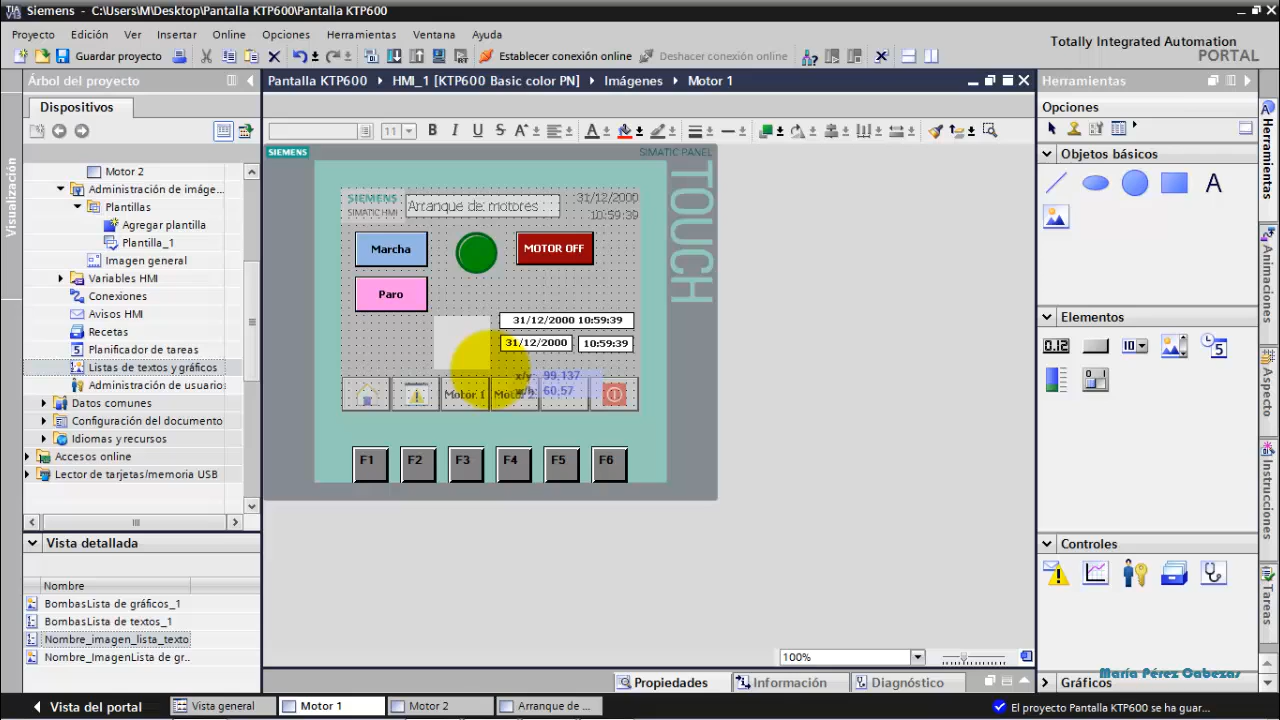 Siemens - C:\Users\M\Desktop\Pantalla KTP600\Pantalla KTP600
Proyecto Edición Ver Insertar Online Opciones Herramientas Ventana Ayuda
Totally Integrated Automation
PORTAL
Guardar proyecto
Establecer conexión online
Deshacer conexión online
Árbol del proyecto
Pantalla KTP600 HMI_1 [KTP600 Basic color PN] Imágenes Motor 1
Herramientas
Dispositivos
Opciones
Visualización
11
Motor 2
Administración de imáge...
Plantillas
Agregar plantilla
Plantilla_1
Imagen general
Variables HMI
Conexiones
Avisos HMI
Recetas
Planificador de tareas
Listas de textos y gráficos
Administración de usuario:
Datos comunes
Configuración del documento
Idiomas y recursos
Accesos online
Lector de tarjetas/memoria USB
Vista detallada
Nombre
BombasLista de gráficos_1
BombasLista de textos_1
Nombre_imagen_lista_texto
Nombre_ImagenLista de gr..
SIEMENS
SIMATIC PANEL
TOUCH
SIEMENS
SIMATIC HMI
Arranque de motores :
31/12/2000
10:59:39
Marcha
MOTOR OFF
Paro
31/12/2000 10:59:39
31/12/2000
10:59:39
x/y: 99,137
w/h: 60,57
Motor 1
F1 F2 F3 F4 F5 F6
100%
Propiedades
Información
Diagnóstico
Objetos básicos
A
Elementos
0.12
10
5
Controles
Gráficos
Herramientas
Animaciones
Aspecto
Instrucciones
Tareas
María Pérez Cabezas
Vista del portal
Vista general
Motor 1
Motor 2
Arranque de ...
El proyecto Pantalla KTP600 se ha guar...